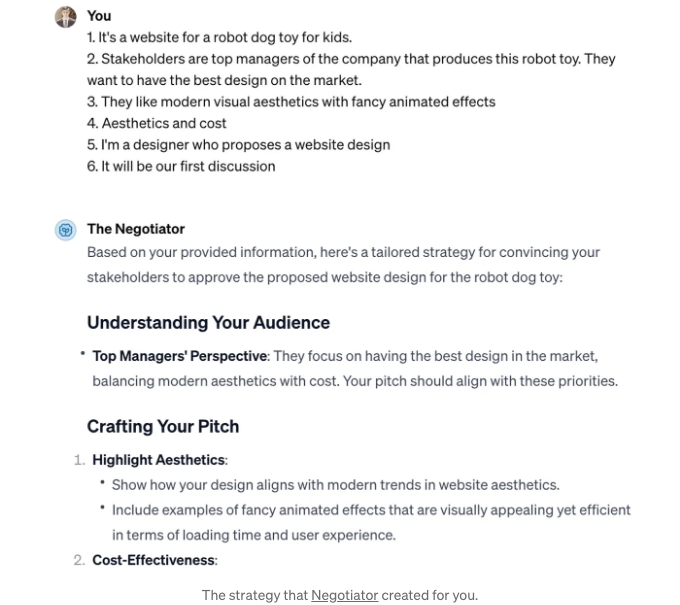 You
1. It's a website for a robot dog toy for kids.
2. Stakeholders are top managers of the company that produces this robot toy. They
want to have the best design on the market.
3. They like modern visual aesthetics with fancy animated effects
4. Aesthetics and cost
5. I'm a designer who proposes a website design
6. It will be our first discussion
The Negotiator
Based on your provided information, here's a tailored strategy for convincing your
stakeholders to approve the proposed website design for the robot dog toy:
Understanding Your Audience
• Top Managers' Perspective: They focus on having the best design in the market,
balancing modern aesthetics with cost. Your pitch should align with these priorities.
Crafting Your Pitch
1. Highlight Aesthetics:
• Show how your design aligns with modern trends in website aesthetics.
• Include examples of fancy animated effects that are visually appealing yet efficient
in terms of loading time and user experience.
2. Cost-Effectiveness:
The strategy that Negotiator created for you.